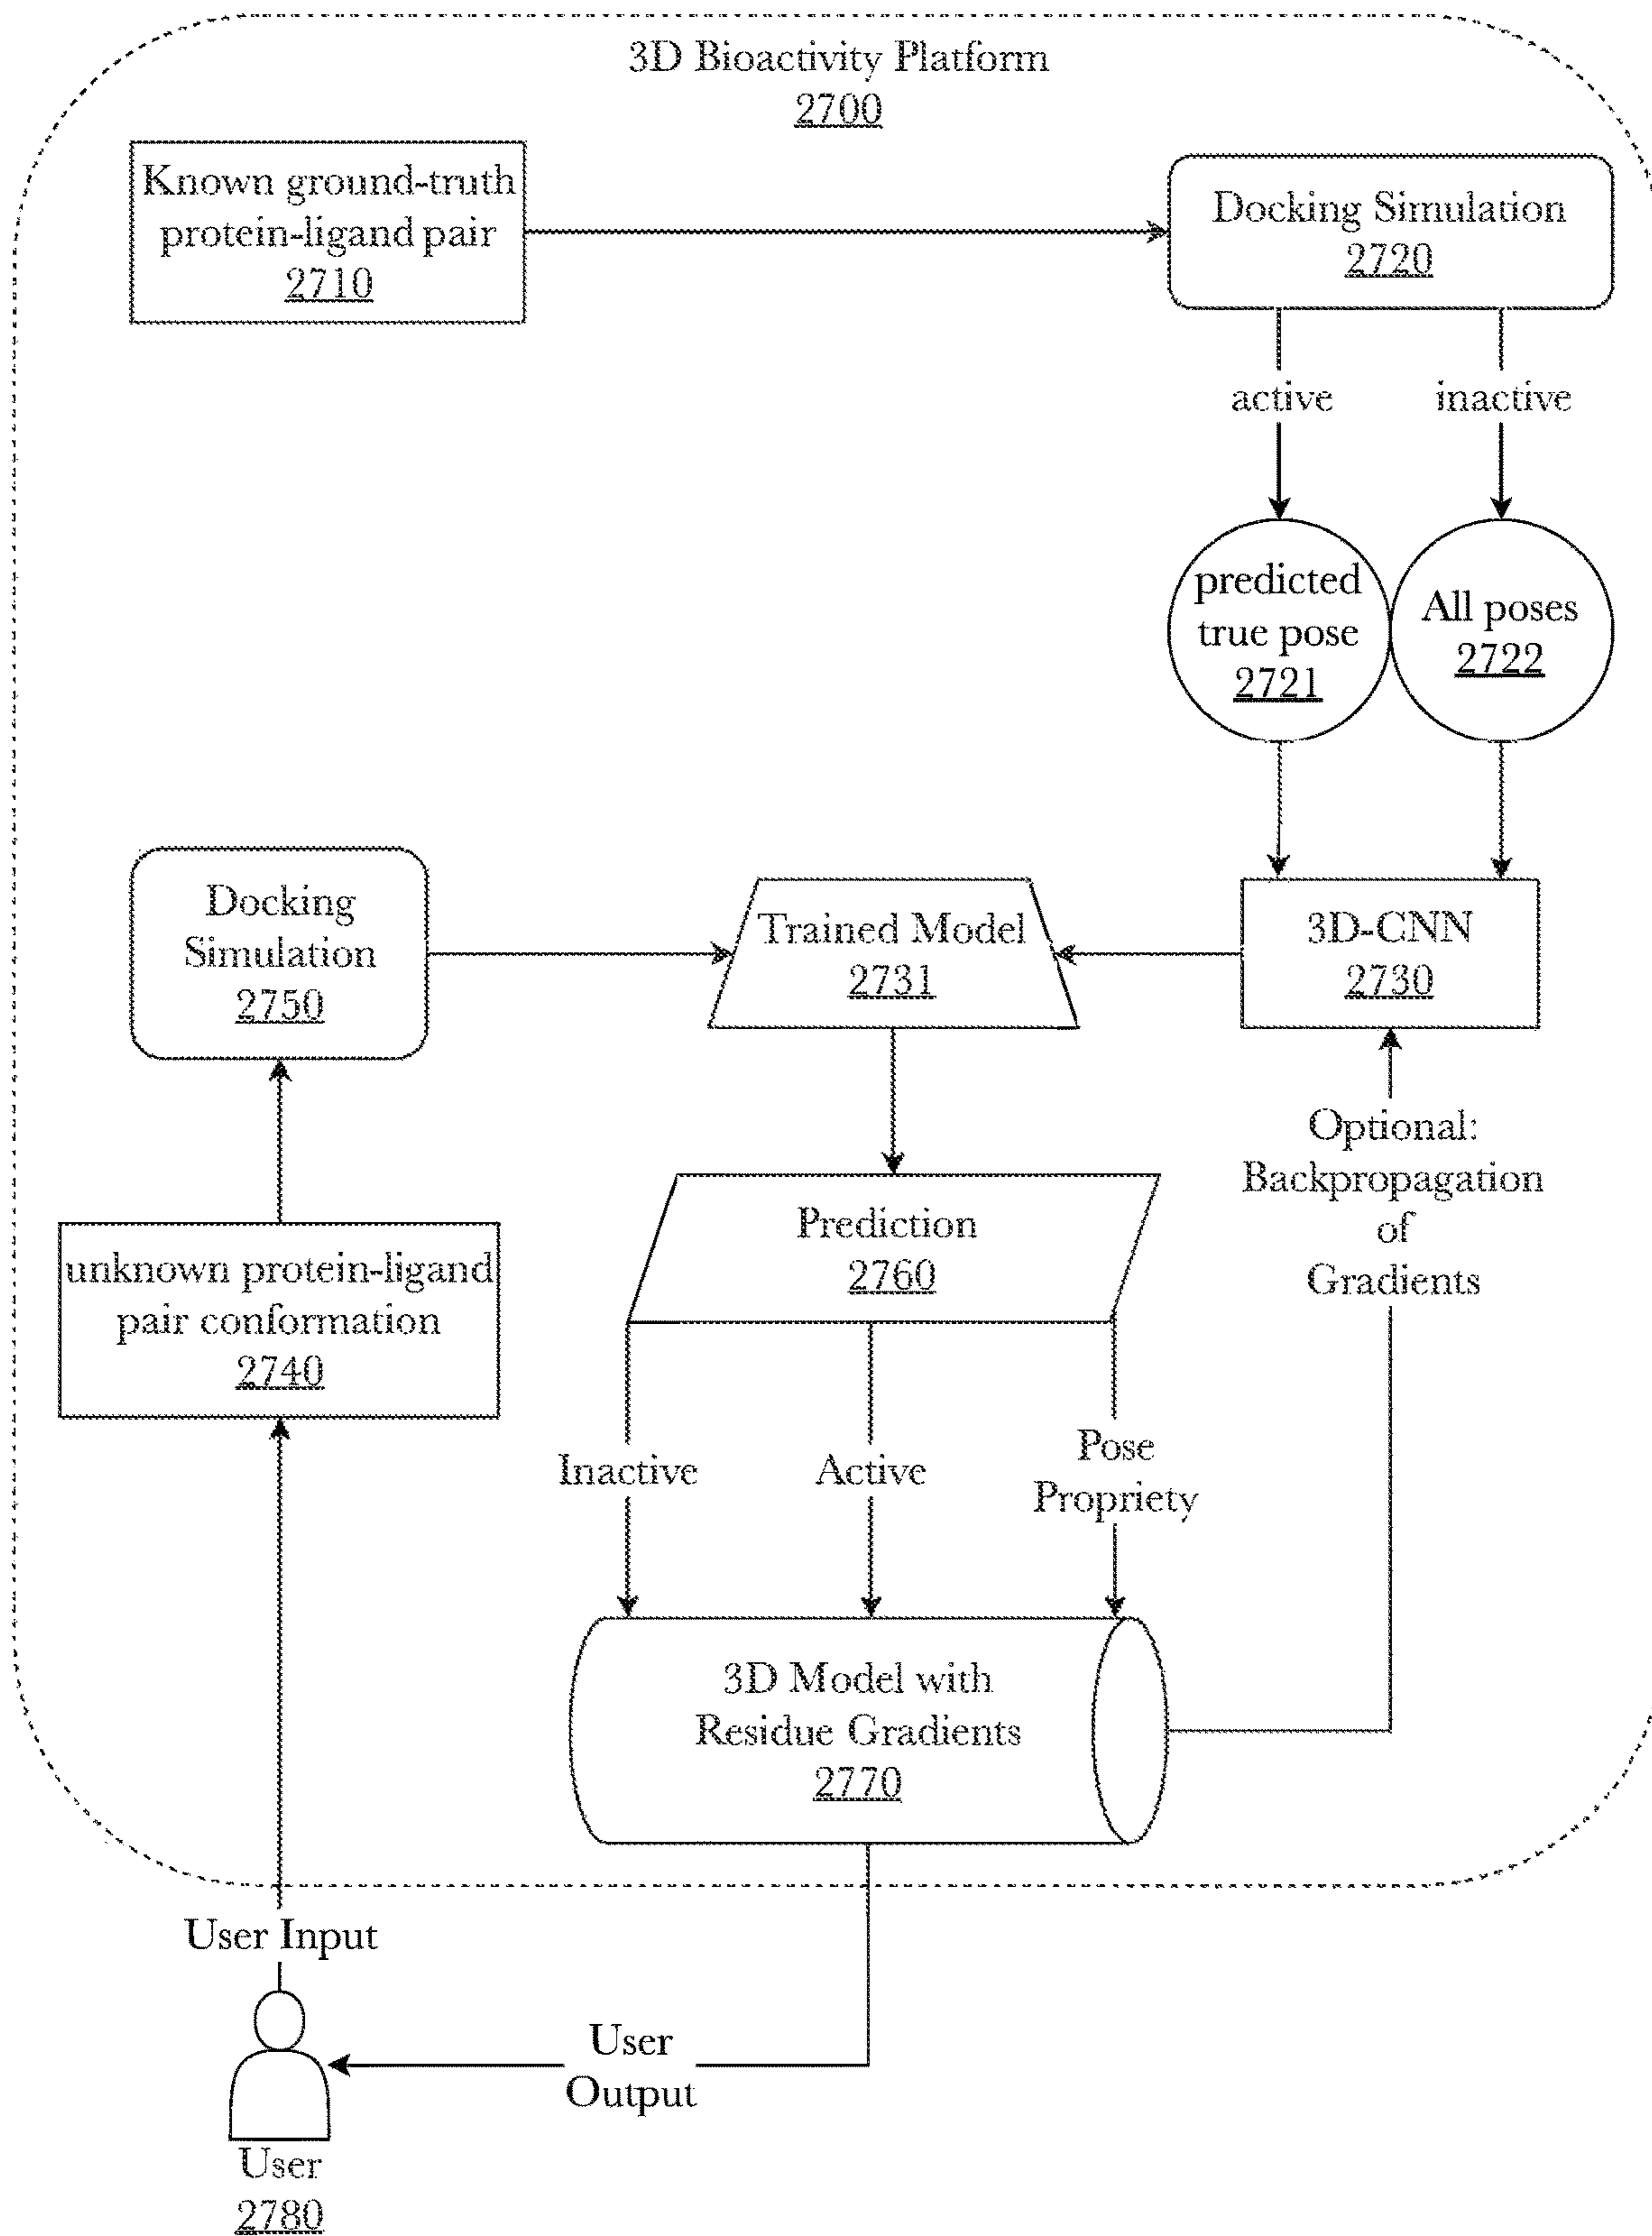 3D Bioactivity Platform
2700
Known ground-truth
protein-ligand pair
2710
Docking Simulation
2720
active
inactive
predicted
true pose
2721
All poses
2722
Docking
Simulation
2750
Trained Model
2731
3D-CNN
2730
Optional:
Backpropagation
of
Gradients
unknown protein-ligand
pair conformation
2740
Prediction
2760
Inactive
Active
Pose
Propriety
3D Model with
Residue Gradients
2770
User Input
User
Output
User
2780